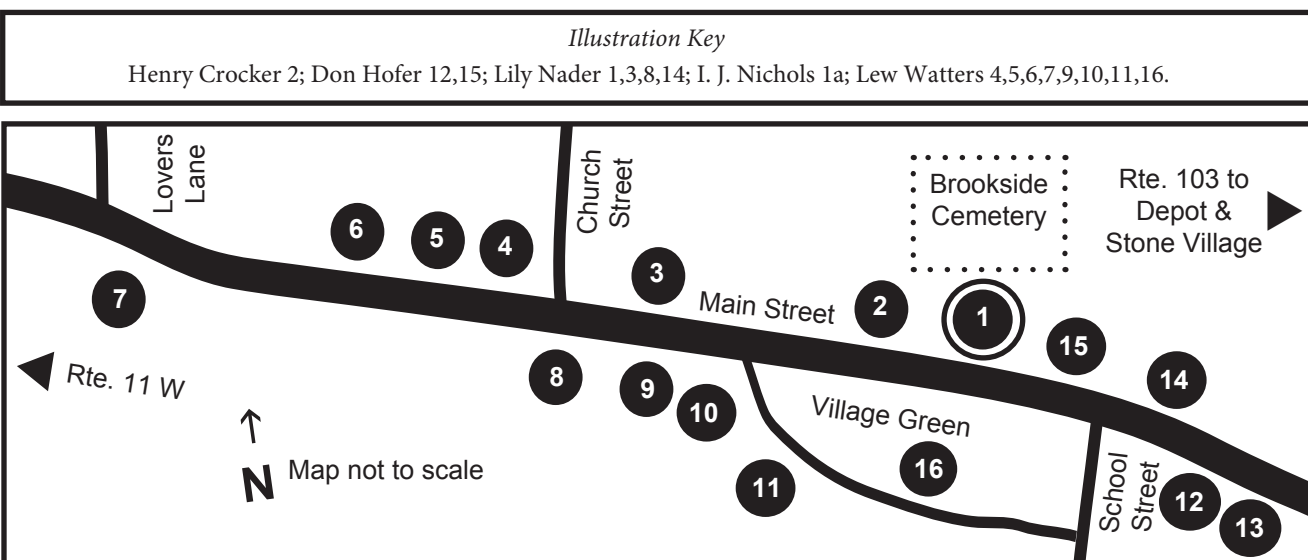 Illustration Key
Henry Crocker 2; Don Hofer 12,15; Lily Nader 1,3,8,14; I. J. Nichols 1a; Lew Watters 4,5,6,7,9,10,11,16.
Lovers
Lane
Church
Street
Brookside
Cemetery
Rte. 103 to
Depot &
Stone Village
6
5
4
3
Main Street
2
1
15
14
7
Rte. 11 W
8
9
10
Village Green
11
16
School
Street
12
13
N
Map not to scale